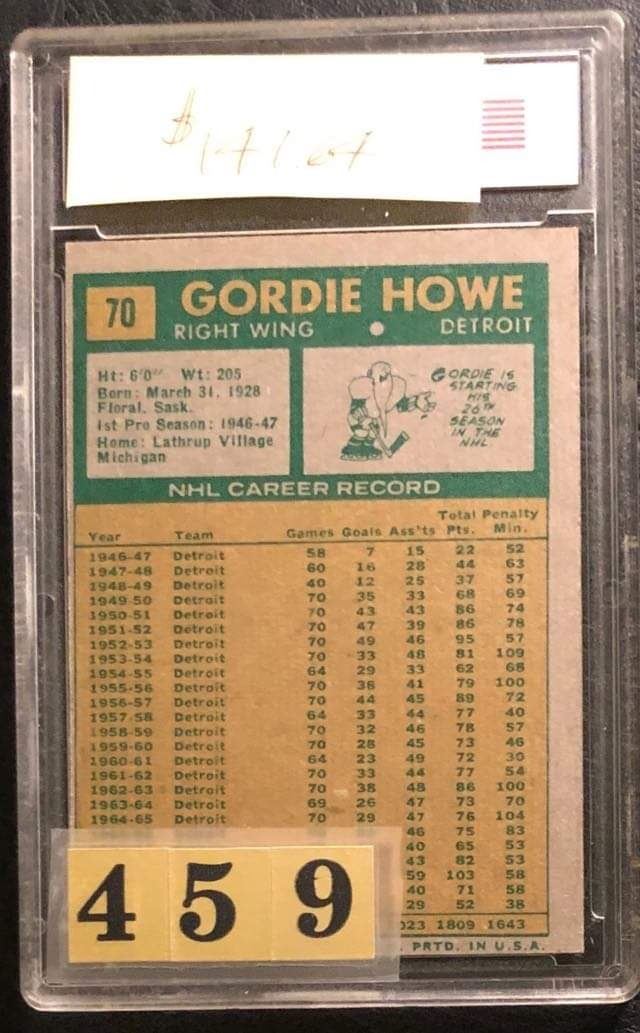 $141.64
70 GORDIE HOWE
RIGHT WING • DETROIT
Ht: 6'0" Wt: 205
Born: March 31, 1928
Floral, Sask.
1st Pro Season: 1946-47
Home: Lathrup Village
Michigan
GORDIE IS
STARTING
HIS
26TH
SEASON
IN THE
NHL
NHL CAREER RECORD
Total Penalty
Year Team Games Goals Ass'ts Pts. Min.
1946-47 Detroit 58 7 15 22 52
1947-48 Detroit 60 16 28 44 63
1948-49 Detroit 40 12 25 37 57
1949-50 Detroit 70 35 33 68 69
1950-51 Detroit 70 43 43 86 74
1951-52 Detroit 70 47 39 86 78
1952-53 Detroit 70 49 46 95 57
1953-54 Detroit 70 33 48 81 109
1954-55 Detroit 64 29 33 62 68
1955-56 Detroit 70 38 41 79 100
1956-57 Detroit 70 44 45 89 72
1957-58 Detroit 64 33 44 77 40
1958-59 Detroit 70 32 46 78 57
1959-60 Detroit 70 28 45 73 46
1960-61 Detroit 64 23 49 72 30
1961-62 Detroit 70 33 44 77 54
1962-63 Detroit 70 38 48 86 100
1963-64 Detroit 69 26 47 73 70
1964-65 Detroit 70 29 47 76 104
46 75 83
40 65 53
43 82 53
59 103 58
40 71 58
29 52 38
023 1809 1643
. PRTD. IN U.S.A.
459